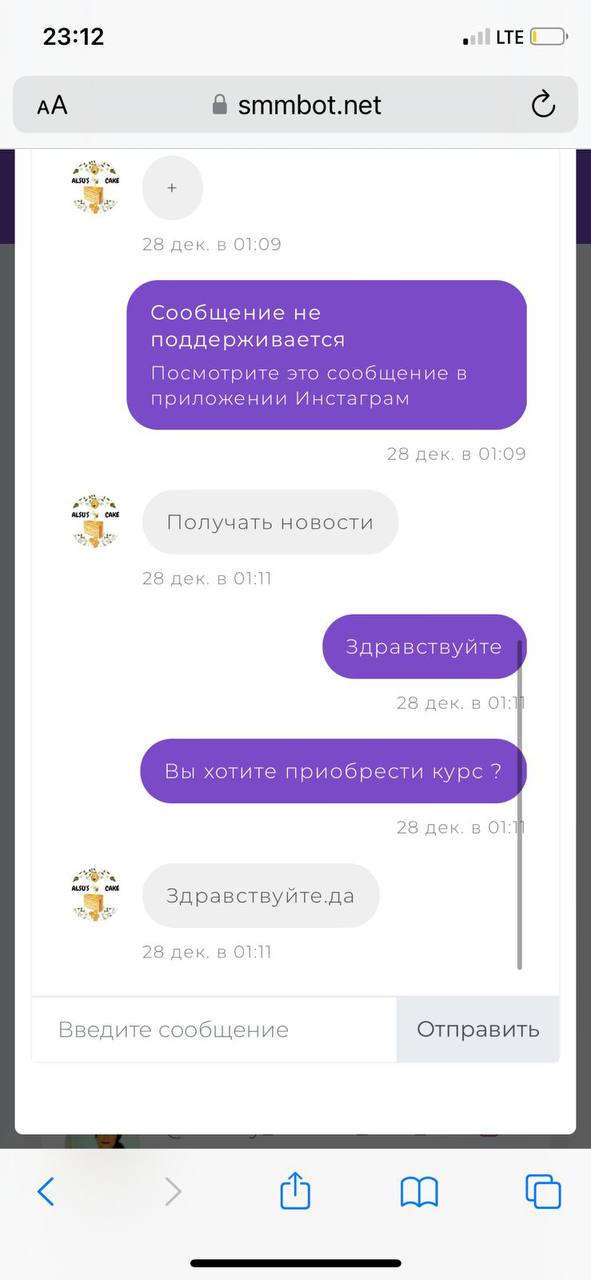 23:12
LTE
AA
smmbot.net
ALSU'S CAKE
+
28 дек. в 01:09
Сообщение не
поддерживается
Посмотрите это сообщение в
приложении Инстаграм
28 дек. в 01:09
ALSU'S CAKE
Получать новости
28 дек. в 01:11
Здравствуйте
28 дек. в 01:11
Вы хотите приобрести курс ?
28 дек. в 01:11
ALSU'S CAKE
Здравствуйте.да
28 дек. в 01:11
Введите сообщение
Отправить